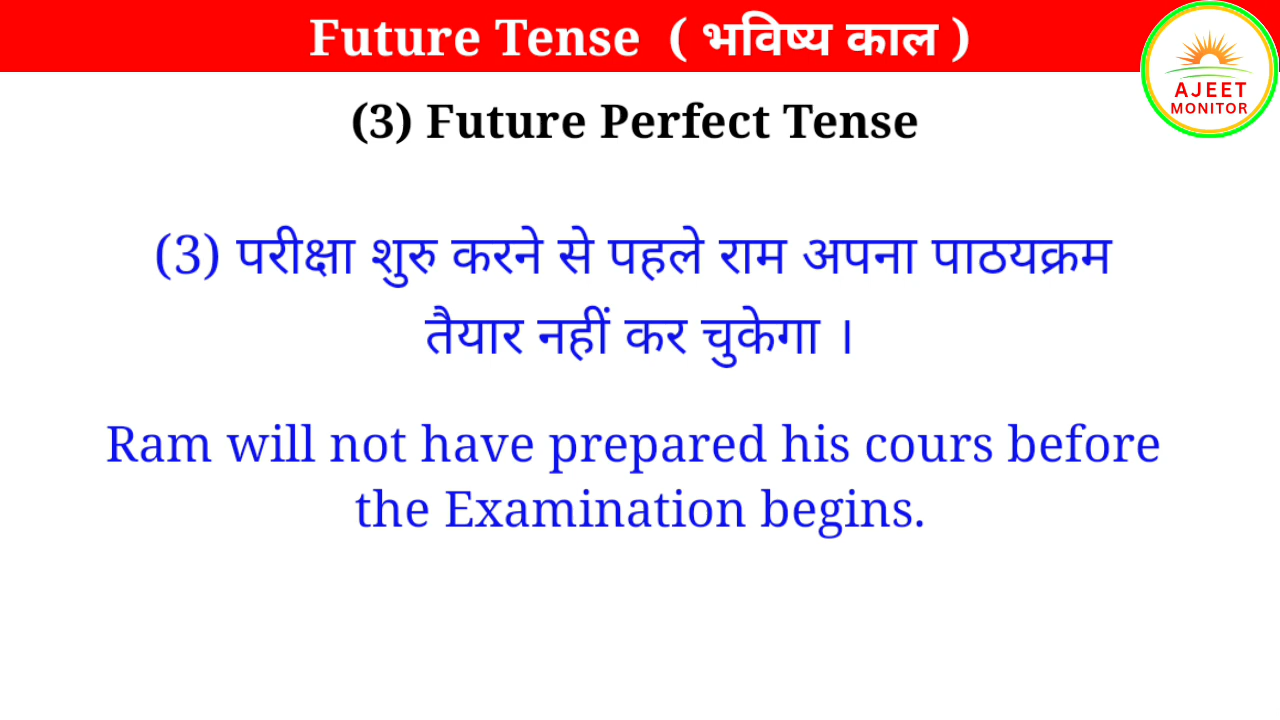 Future Tense ( भविष्य काल )
AJEET
MONITOR
(3) Future Perfect Tense
(3) परीक्षा शुरु करने से पहले राम अपना पाठयक्रम
तैयार नहीं कर चुकेगा ।
Ram will not have prepared his cours before
the Examination begins.